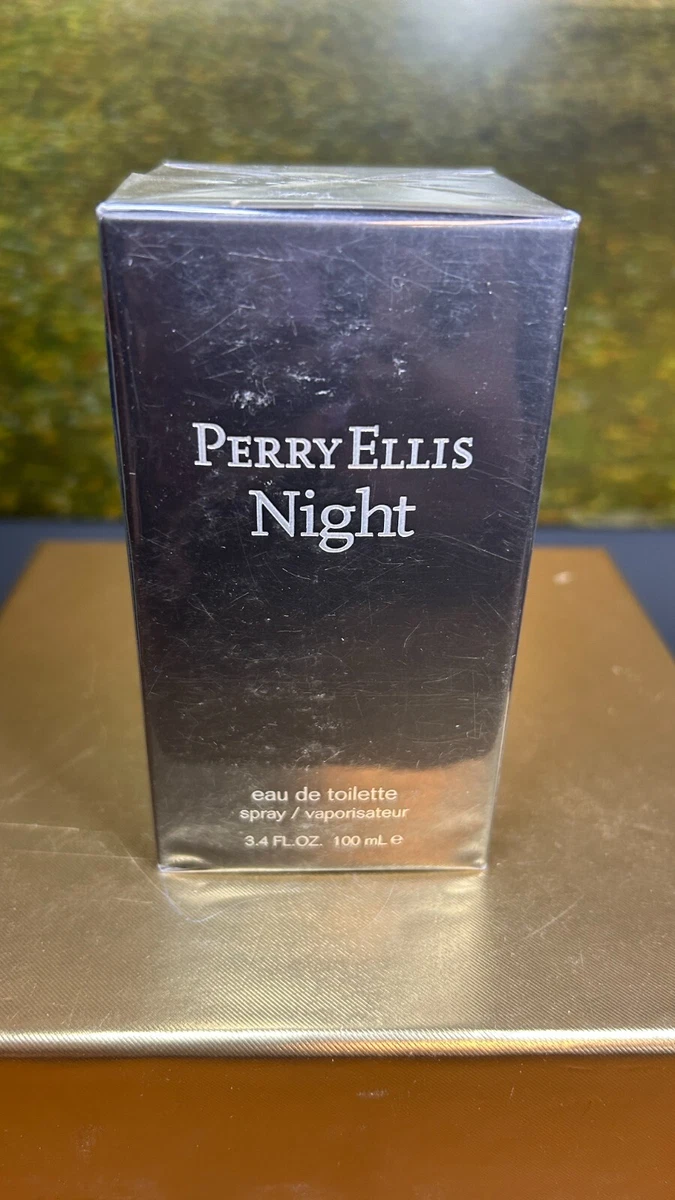 PERRY ELLIS
Night
eau de toilette
spray / vaporisateur
3.4 FL.OZ. 100 mL ℮